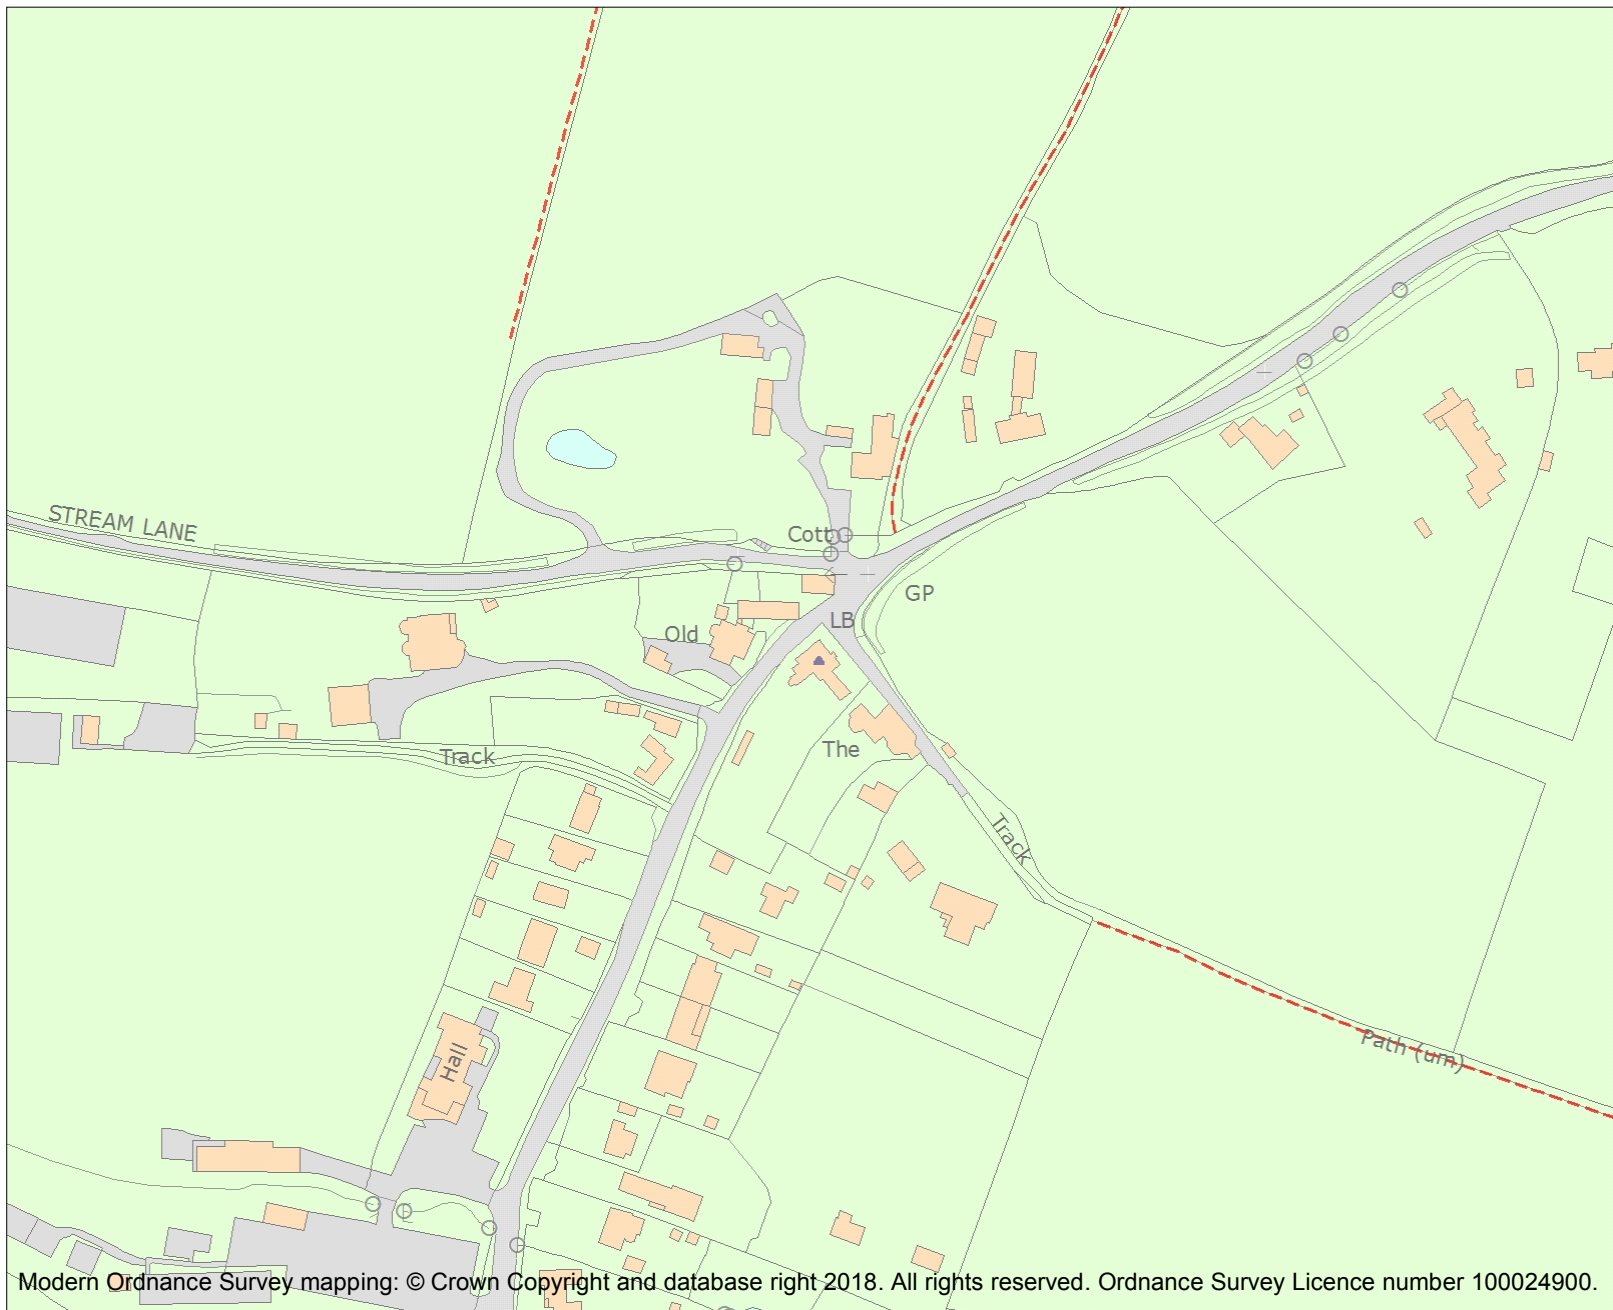 STREAM LANE
Cott
GP
LB
Old
The
Track
Track
Path (um)
Hall
Modern Ordnance Survey mapping: © Crown Copyright and database right 2018. All rights reserved. Ordnance Survey Licence number 100024900.